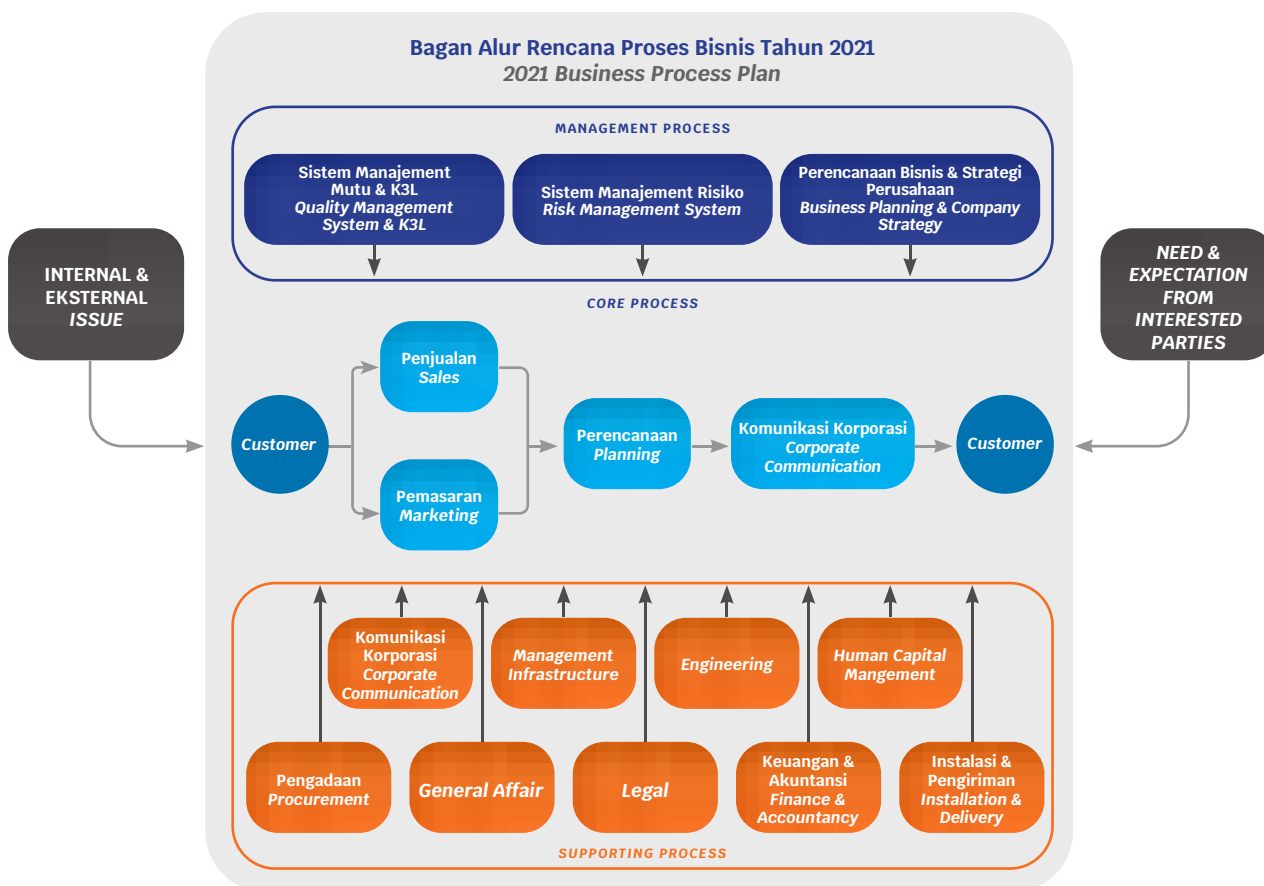 Bagan Alur Rencana Proses Bisnis Tahun 2021
2021 Business Process Plan
MANAGEMENT PROCESS
Sistem Manajement
Mutu & K3L
Quality Management
System & K3L
Sistem Manajement Risiko
Risk Management System
Perencanaan Bisnis & Strategi
Perusahaan
Business Planning & Company
Strategy
INTERNAL &
EKSTERNAL
ISSUE
NEED &
EXPECTATION
FROM
INTERESTED
PARTIES
CORE PROCESS
Customer
Penjualan
Sales
Pemasaran
Marketing
Perencanaan
Planning
Komunikasi Korporasi
Corporate
Communication
Customer
Komunikasi
Korporasi
Corporate
Communication
Management
Infrastructure
Engineering
Human Capital
Mangement
Pengadaan
Procurement
General Affair
Legal
Keuangan &
Akuntansi
Finance &
Accountancy
Instalasi &
Pengiriman
Installation &
Delivery
SUPPORTING PROCESS